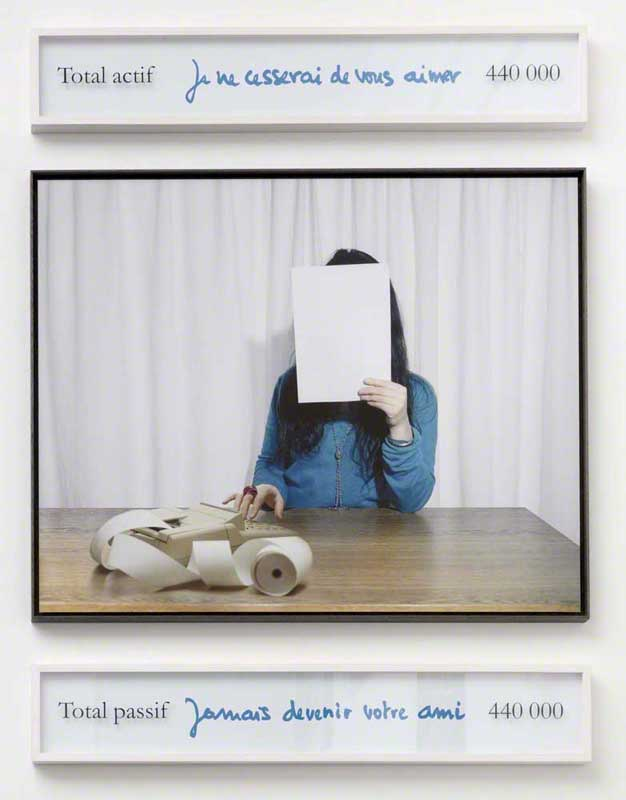 Total actif Je ne cesserai de vous aimer 440 000
Total passif Jamais devenir votre ami 440 000